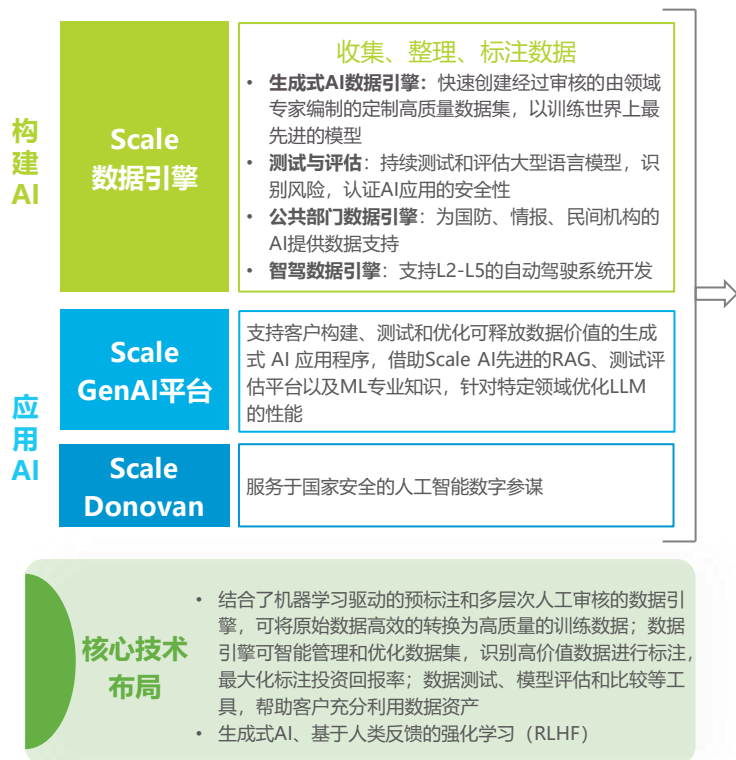 构
建
AI
Scale
数据引擎
收集、整理、标注数据
• 生成式AI数据引擎：快速创建经过审核的由领域
专家编制的定制高质量数据集，以训练世界上最
先进的模型
• 测试与评估：持续测试和评估大型语言模型，识
别风险，认证AI应用的安全性
• 公共部门数据引擎：为国防、情报、民间机构的
AI提供数据支持
• 智驾数据引擎：支持L2-L5的自动驾驶系统开发
应
用
AI
Scale
GenAI平台
支持客户构建、测试和优化可释放数据价值的生成
式 AI 应用程序，借助Scale AI先进的RAG、测试评
估平台以及ML专业知识，针对特定领域优化LLM
的性能
Scale
Donovan
服务于国家安全的人工智能数字参谋
核心技术
布局
• 结合了机器学习驱动的预标注和多层次人工审核的数据引
擎，可将原始数据高效的转换为高质量的训练数据；数据
引擎可智能管理和优化数据集，识别高价值数据进行标注，
最大化标注投资回报率；数据测试、模型评估和比较等工
具，帮助客户充分利用数据资产
• 生成式AI、基于人类反馈的强化学习（RLHF）